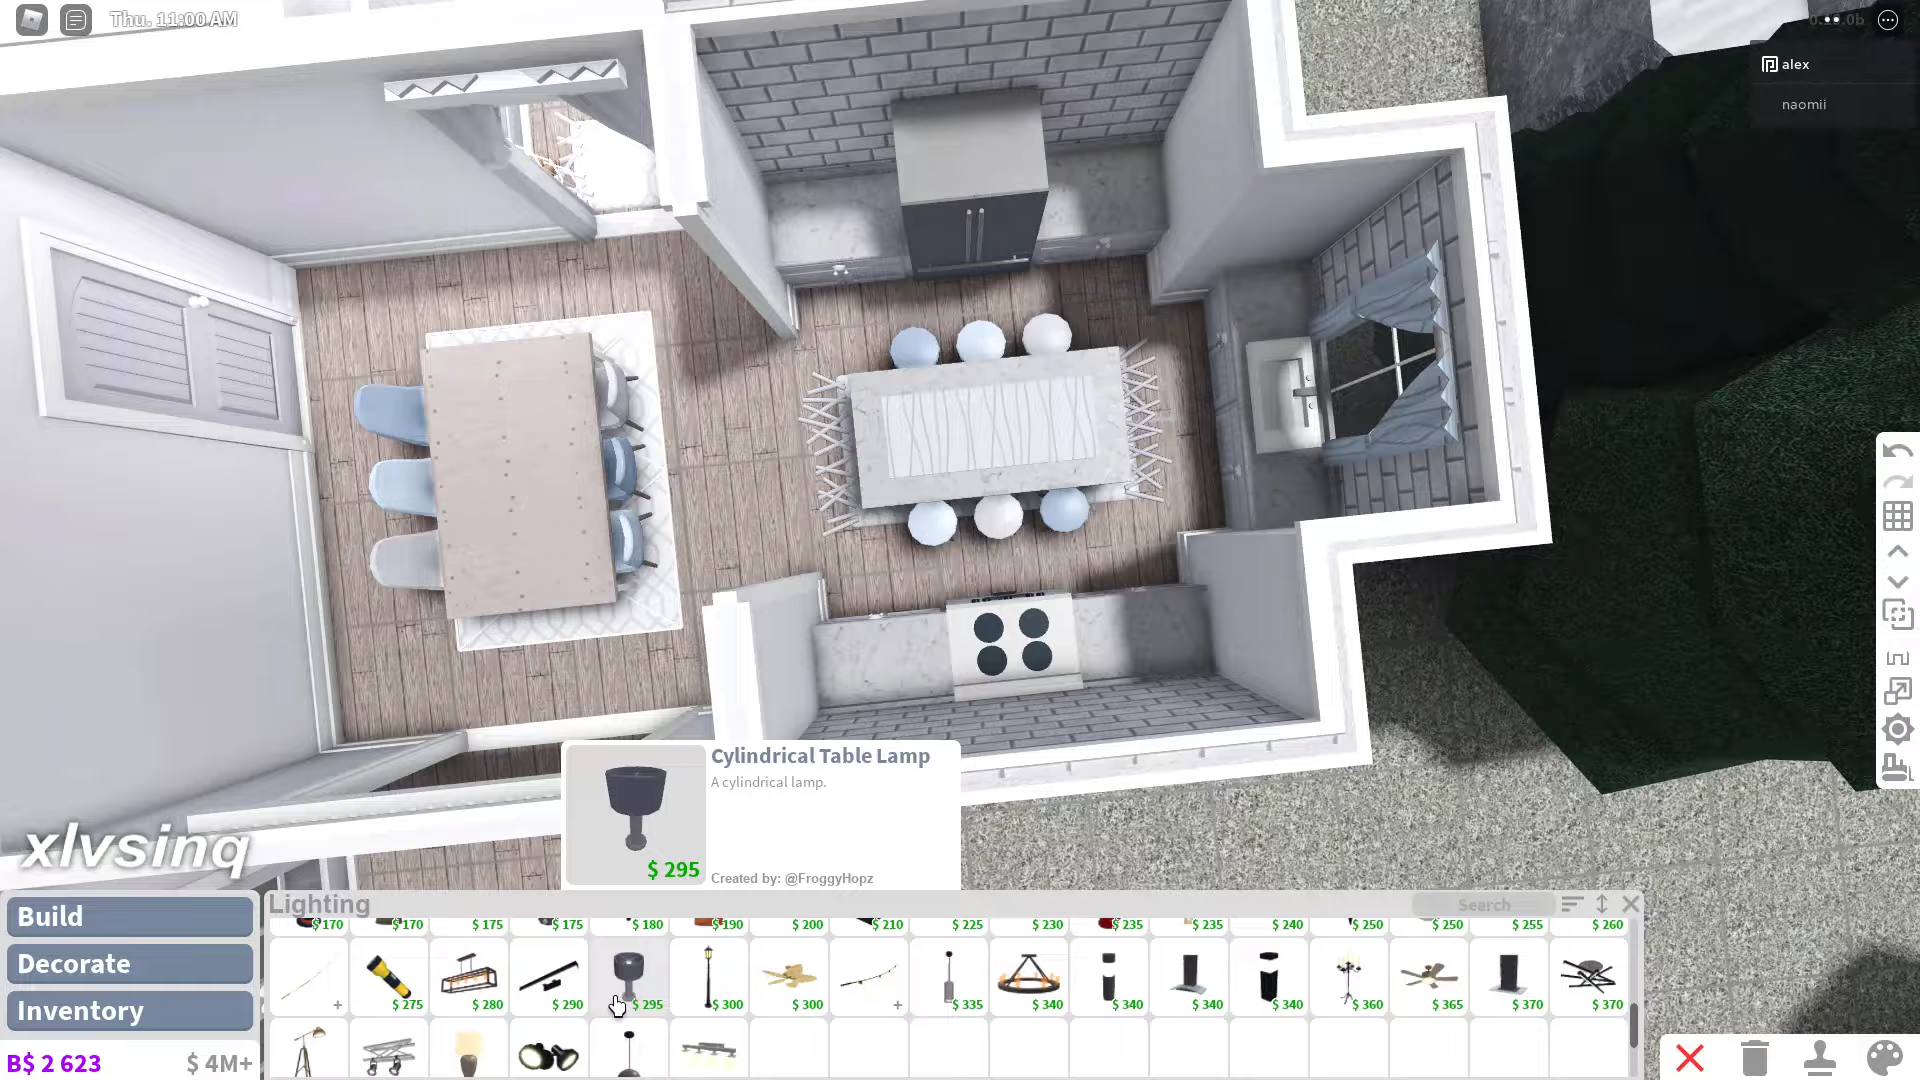 Thu. 11:00 AM
alex
naomii
Cylindrical Table Lamp
A cylindrical lamp.
$ 295
Created by: @FroggyHopz
xlvsinq
Build
Decorate
Inventory
B$ 2 623
$ 4M+
Lighting
Search
$170 $170 $ 175 $ 175 $ 180 $190 $ 200 $ 210 $ 225 $ 230 $ 235 $ 235 $ 240 $ 250 $ 250 $ 255 $ 260
+ $ 275 $ 280 $ 290 $ 295 $ 300 $ 300 + $ 335 $ 340 $ 340 $ 340 $ 340 $ 360 $ 365 $ 370 $ 370